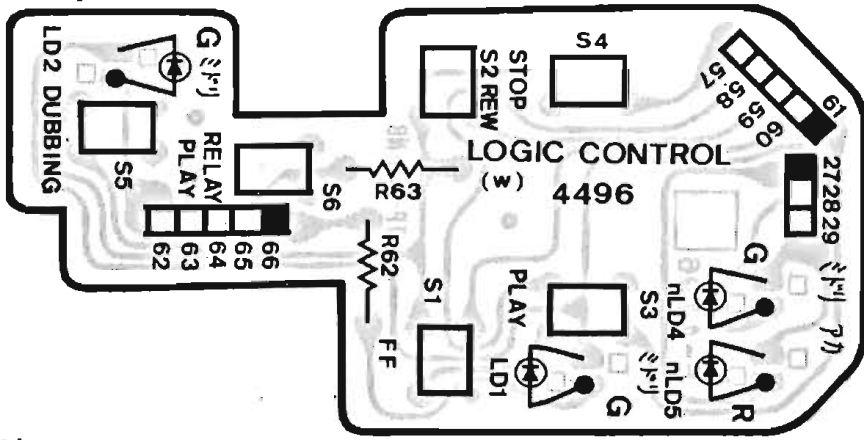 LD2 DUBBING
G
ミドリ
S5
RELAY PLAY
S6
62 63 64 65 66
R63
R62
STOP
S2 REW
S4
57 58 59 60 61
LOGIC CONTROL
(W)
4496
27 28 29
S1
FF
PLAY
S3
LD1
ミドリ
G
G
ミドリ
nLD4
アカ
nLD5
R